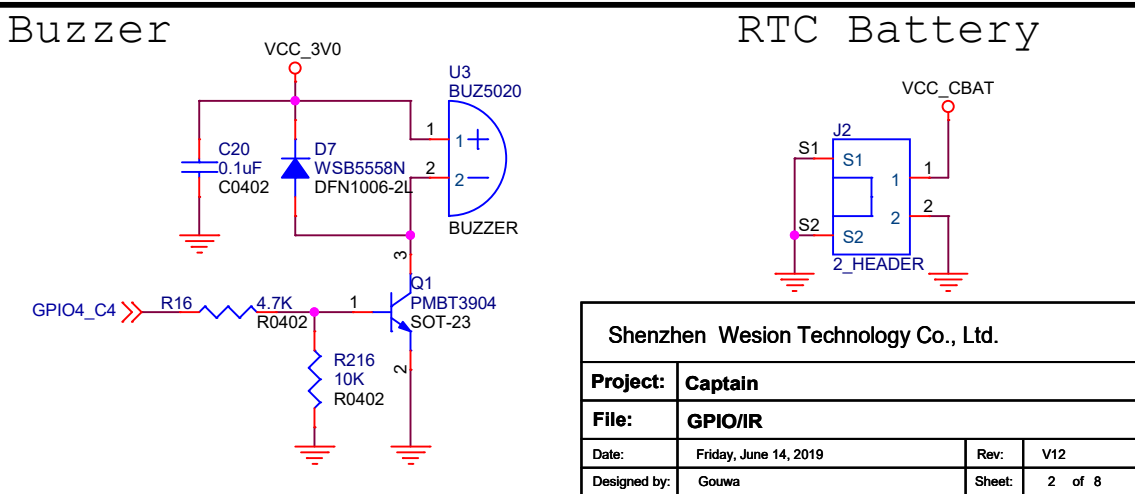 Buzzer
VCC_3V0
U3
BUZ5020
1
1
2
2
BUZZER
C20
0.1uF
C0402
D7
WSB5558N
DFN1006-2L
3
Q1
PMBT3904
SOT-23
1
2
GPIO4_C4
R16
4.7K
R0402
R216
10K
R0402
RTC Battery
VCC_CBAT
J2
S1
S1
1
1
2
2
S2
S2
2_HEADER
Shenzhen Wesion Technology Co., Ltd.
Project: Captain
File: GPIO/IR
Date: Friday, June 14, 2019 Rev: V12
Designed by: Gouwa Sheet: 2 of 8